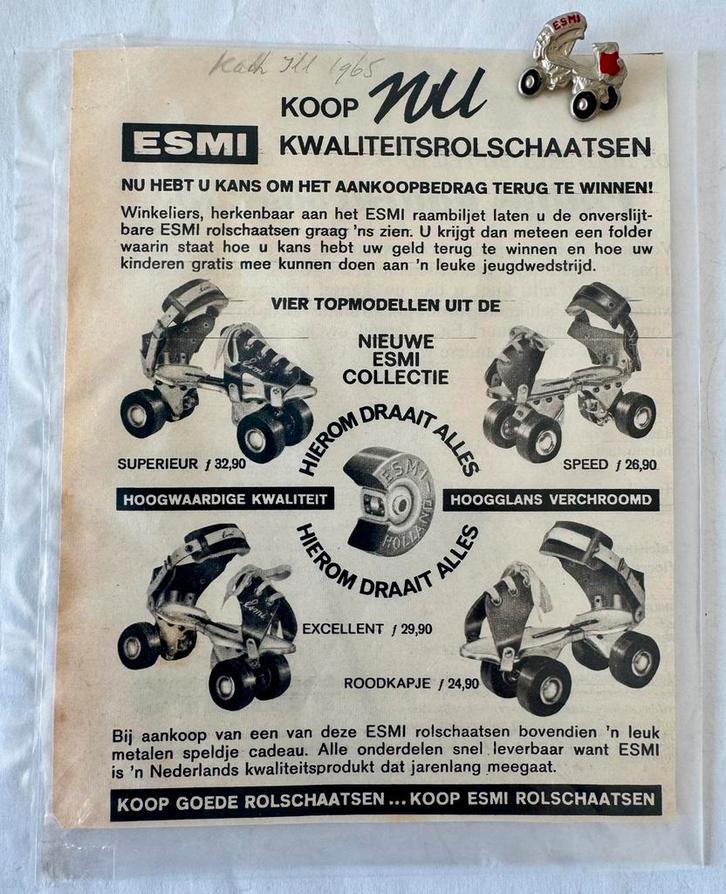 Kath Ill 1965
ESMI
KOOP nu
ESMI KWALITEITSROLSCHAATSEN
NU HEBT U KANS OM HET AANKOOPBEDRAG TERUG TE WINNEN!
Winkeliers, herkenbaar aan het ESMI raambiljet laten u de onverslijt-
bare ESMI rolschaatsen graag 'ns zien. U krijgt dan meteen een folder
waarin staat hoe u kans hebt uw geld terug te winnen en hoe uw
kinderen gratis mee kunnen doen aan 'n leuke jeugdwedstrijd.
VIER TOPMODELLEN UIT DE
NIEUWE
ESMI
COLLECTIE
esmi
HIEROM DRAAIT ALLES
SUPERIEUR ƒ 32,90
SPEED ƒ 26,90
ESMI
HOLLAND
HOOGWAARDIGE KWALITEIT
HOOGGLANS VERCHROOMD
HIEROM DRAAIT ALLES
esmi
EXCELLENT ƒ 29,90
ROODKAPJE ƒ 24,90
Bij aankoop van een van deze ESMI rolschaatsen bovendien 'n leuk
metalen speldje cadeau. Alle onderdelen snel leverbaar want ESMI
is 'n Nederlands kwaliteitsprodukt dat jarenlang meegaat.
KOOP GOEDE ROLSCHAATSEN...KOOP ESMI ROLSCHAATSEN